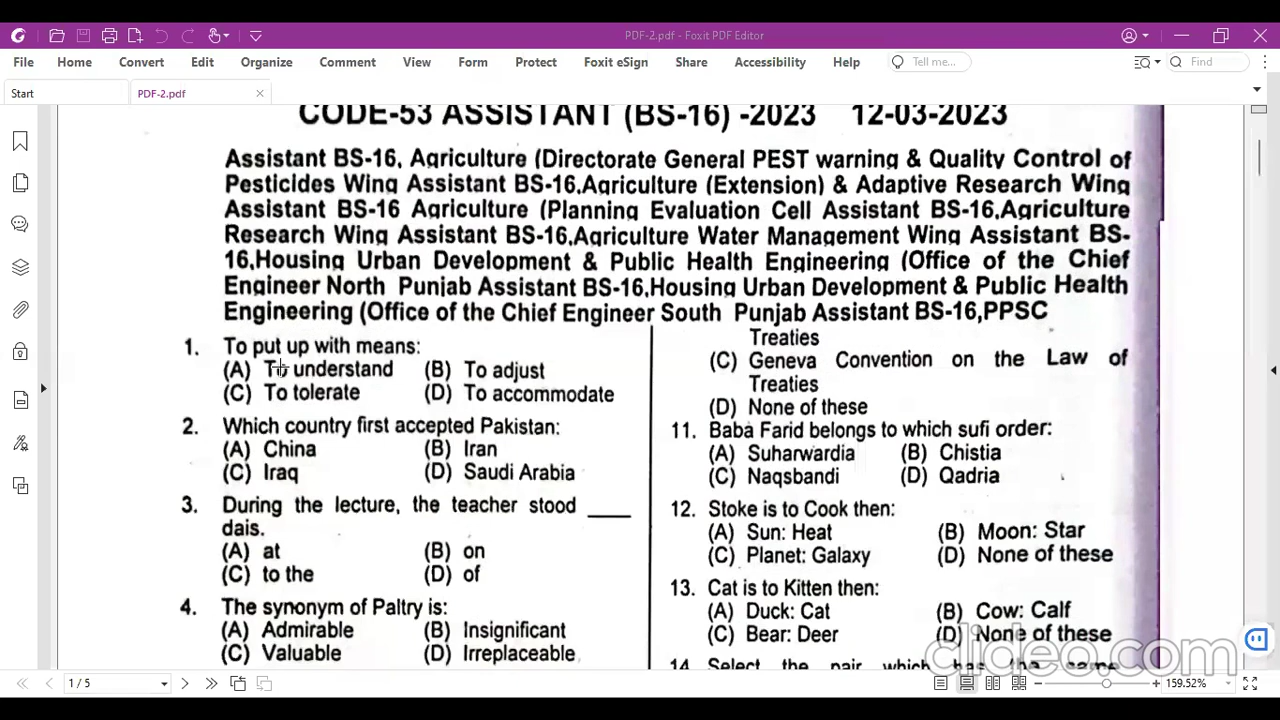 PDF-2.pdf - Foxit PDF Editor
File Home Convert Edit Organize Comment View Form Protect Foxit eSign Share Accessibility Help Tell me... Find
Start PDF-2.pdf
CODE-53 ASSISTANT (BS-16) -2023 12-03-2023
Assistant BS-16, Agriculture (Directorate General PEST warning & Quality Control of
Pesticides Wing Assistant BS-16,Agriculture (Extension) & Adaptive Research Wing
Assistant BS-16 Agriculture (Planning Evaluation Cell Assistant BS-16,Agriculture
Research Wing Assistant BS-16,Agriculture Water Management Wing Assistant BS-
16,Housing Urban Development & Public Health Engineering (Office of the Chief
Engineer North Punjab Assistant BS-16,Housing Urban Development & Public Health
Engineering (Office of the Chief Engineer South Punjab Assistant BS-16,PPSC
1. To put up with means:
(A) To understand (B) To adjust
(C) To tolerate (D) To accommodate
2. Which country first accepted Pakistan:
(A) China (B) Iran
(C) Iraq (D) Saudi Arabia
3. During the lecture, the teacher stood ____
dais.
(A) at (B) on
(C) to the (D) of
4. The synonym of Paltry is:
(A) Admirable (B) Insignificant
(C) Valuable (D) Irreplaceable
Treaties
(C) Geneva Convention on the Law of
Treaties
(D) None of these
11. Baba Farid belongs to which sufi order:
(A) Suharwardia (B) Chistia
(C) Naqsbandi (D) Qadria
12. Stoke is to Cook then:
(A) Sun: Heat (B) Moon: Star
(C) Planet: Galaxy (D) None of these
13. Cat is to Kitten then:
(A) Duck: Cat (B) Cow: Calf
(C) Bear: Deer (D) None of these
14. Select the pair which has the same
clideo.com
1 / 5 159.52%